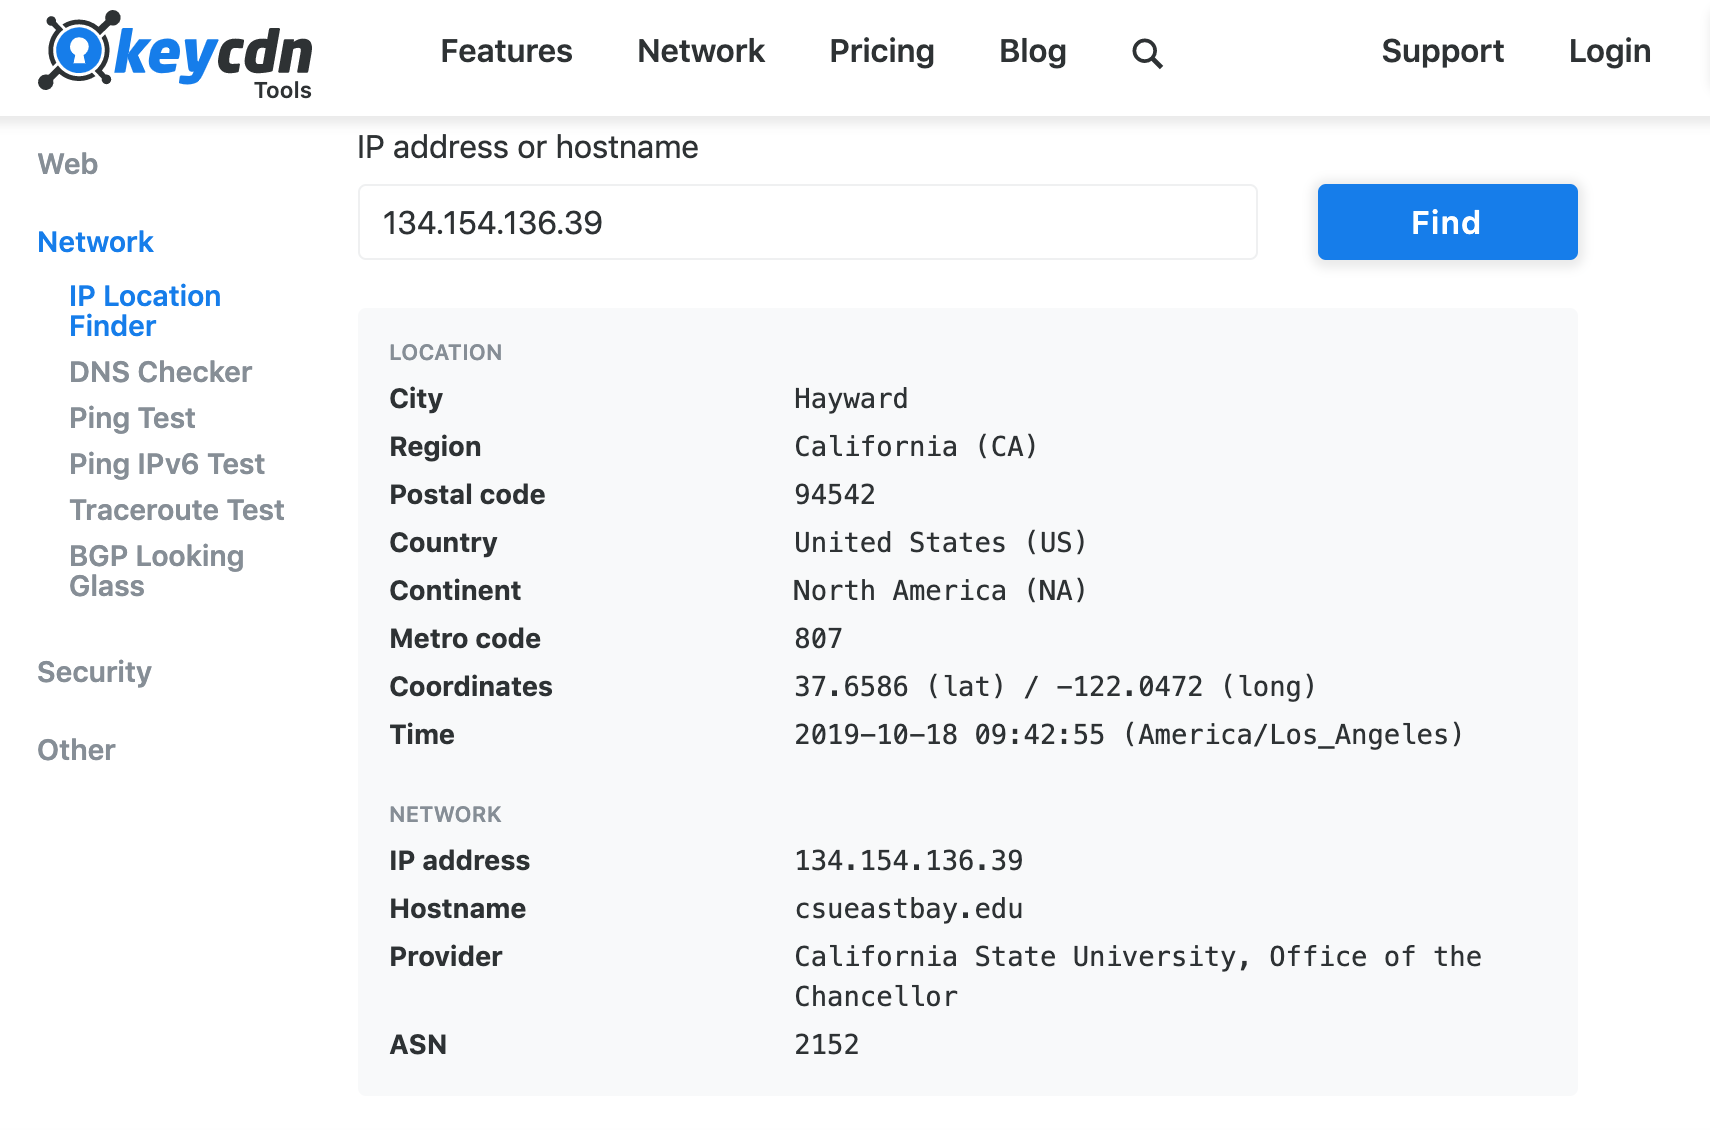 keycdn
Tools
Features Network Pricing Blog Support Login
Web
Network
IP Location
Finder
DNS Checker
Ping Test
Ping IPv6 Test
Traceroute Test
BGP Looking
Glass
Security
Other
IP address or hostname
134.154.136.39
Find
LOCATION
City Hayward
Region California (CA)
Postal code 94542
Country United States (US)
Continent North America (NA)
Metro code 807
Coordinates 37.6586 (lat) / -122.0472 (long)
Time 2019-10-18 09:42:55 (America/Los_Angeles)
NETWORK
IP address 134.154.136.39
Hostname csueastbay.edu
Provider California State University, Office of the
Chancellor
ASN 2152